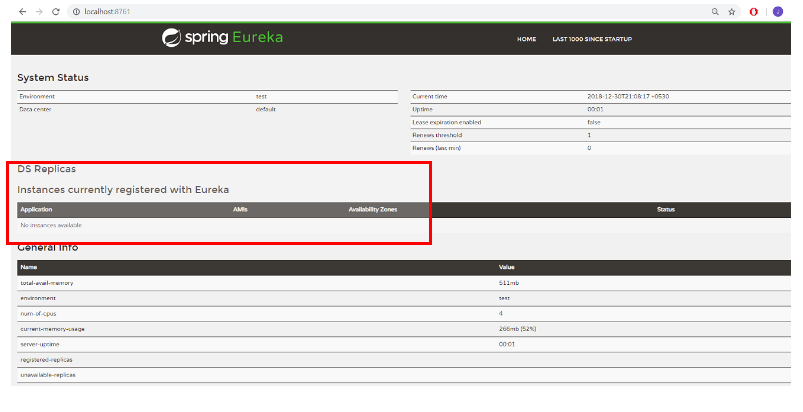 localhost:8761
spring Eureka
HOME LAST 1000 SINCE STARTUP
System Status
Environment test
Data center default
Current time 2018-12-30T21:08:17 +0530
Uptime 00:01
Lease expiration enabled false
Renews threshold 1
Renews (last min) 0
DS Replicas
Instances currently registered with Eureka
Application AMIs Availability Zones Status
No instances available
General Info
Name Value
total-avail-memory 511mb
environment test
num-of-cpus 4
current-memory-usage 266mb (52%)
server-uptime 00:01
registered-replicas
unavailable-replicas